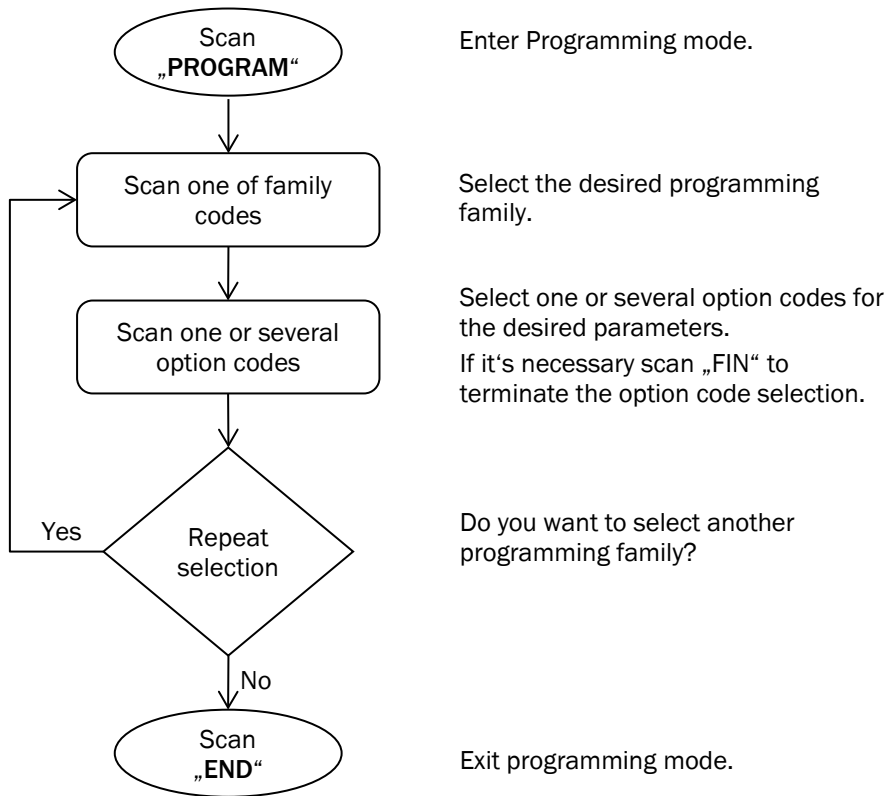 Scan
„PROGRAM“
Enter Programming mode.
Scan one of family
codes
Select the desired programming
family.
Scan one or several
option codes
Select one or several option codes for
the desired parameters.
If it‘s necessary scan „FIN“ to
terminate the option code selection.
Yes
Repeat
selection
Do you want to select another
programming family?
No
Scan
„END“
Exit programming mode.